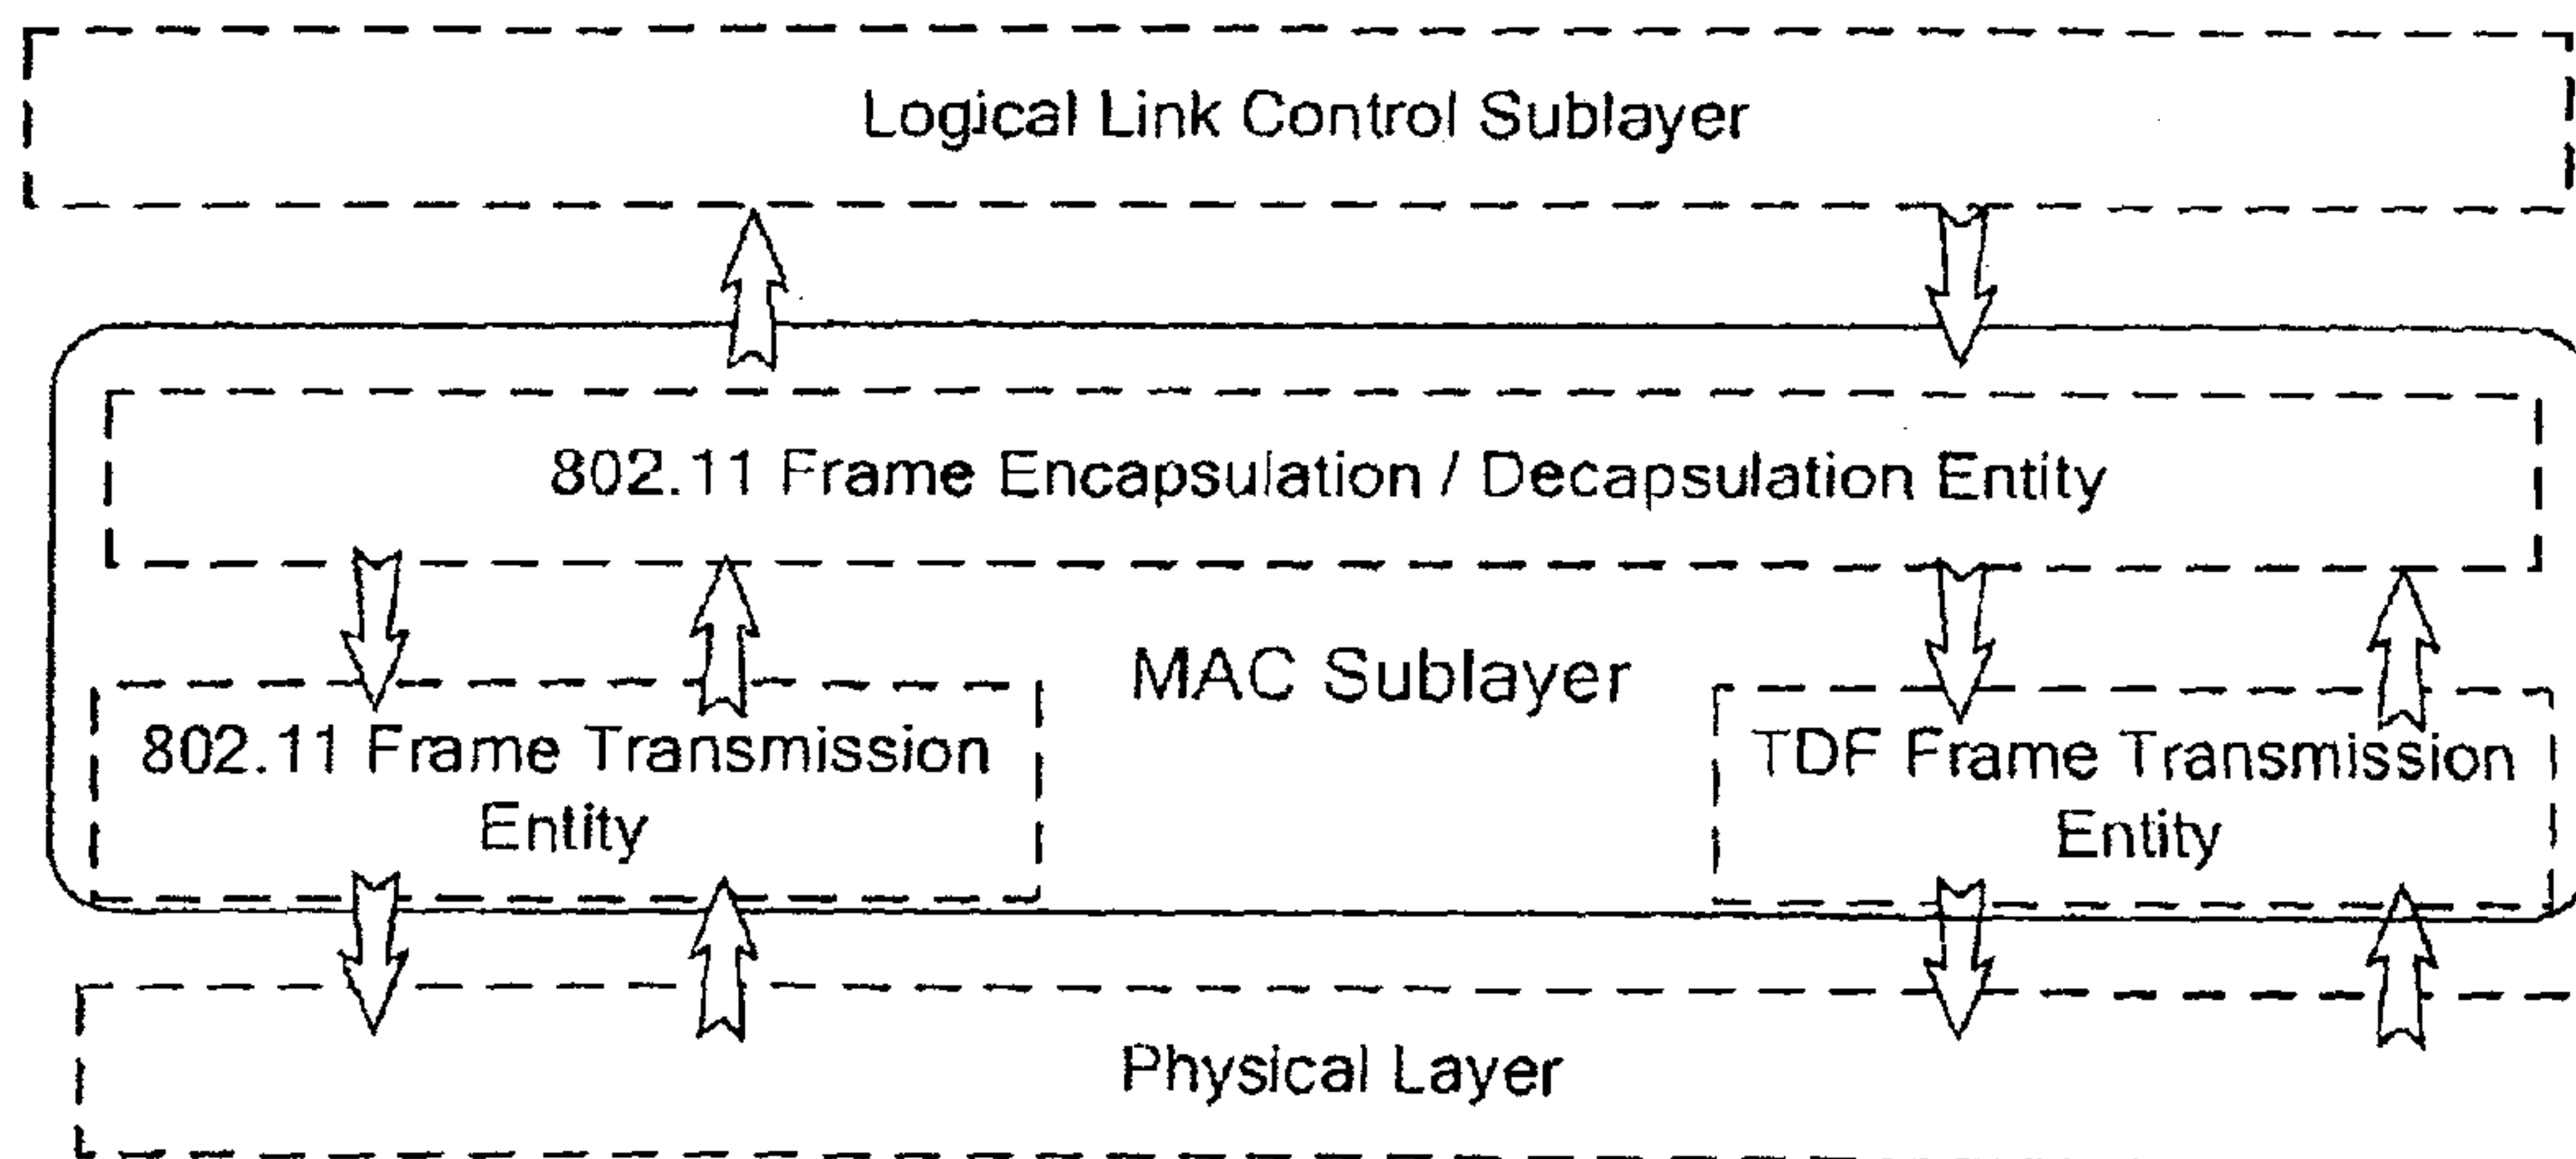 Logical Link Control Sublayer
802.11 Frame Encapsulation / Decapsulation Entity
MAC Sublayer
802.11 Frame Transmission
Entity
TDF Frame Transmission
Entity
Physical Layer